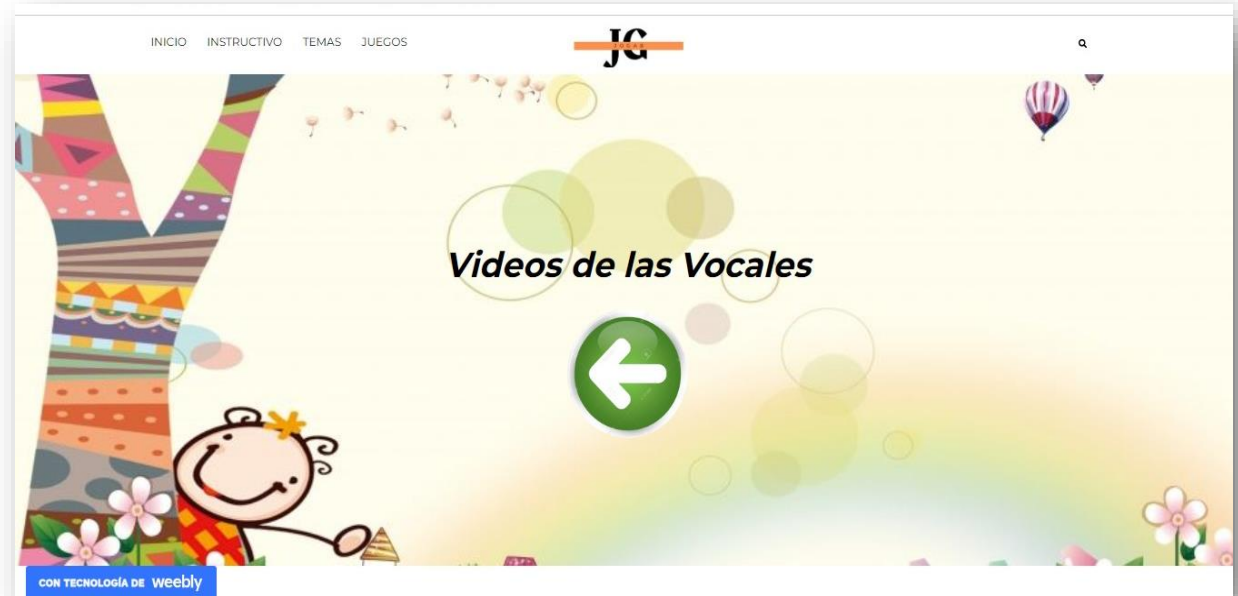 INICIO INSTRUCTIVO TEMAS JUEGOS
JG
Videos de las Vocales
CON TECNOLOGÍA DE weebly